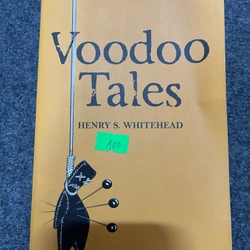 Voodoo
Tales
HENRY S. WHITEHEAD
100